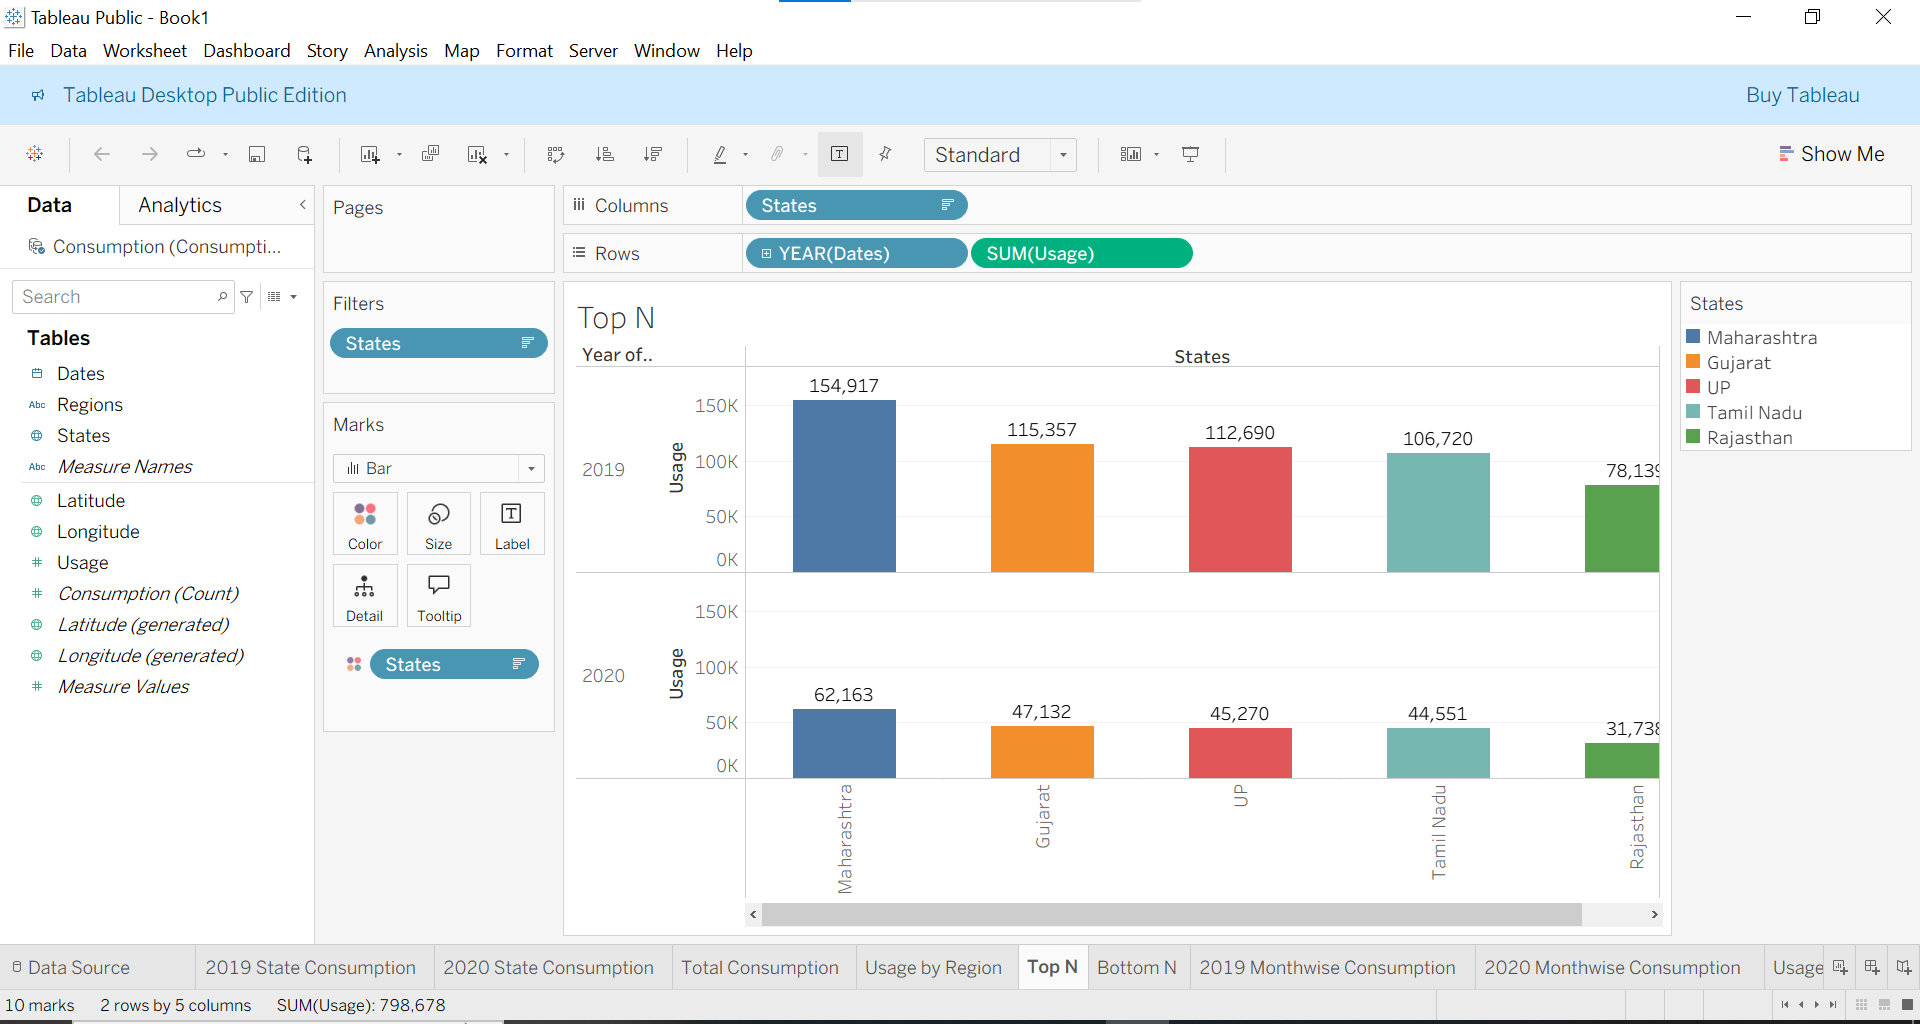 Tableau Public - Book1
File Data Worksheet Dashboard Story Analysis Map Format Server Window Help
Tableau Desktop Public Edition
Buy Tableau
Standard
Show Me
Data
Analytics
Consumption (Consumpti...
Search
Tables
Dates
Abc Regions
States
Abc Measure Names
Latitude
Longitude
# Usage
# Consumption (Count)
Latitude (generated)
Longitude (generated)
# Measure Values
Pages
Filters
States
Marks
Bar
Color Size Label
Detail Tooltip
States
iii Columns States
Rows YEAR(Dates) SUM(Usage)
Top N
Year of..
States
2019
Usage
150K
100K
50K
0K
154,917
115,357
112,690
106,720
78,139
2020
Usage
150K
100K
50K
0K
62,163
47,132
45,270
44,551
31,738
Maharashtra
Gujarat
UP
Tamil Nadu
Rajasthan
States
Maharashtra
Gujarat
UP
Tamil Nadu
Rajasthan
Data Source 2019 State Consumption 2020 State Consumption Total Consumption Usage by Region Top N Bottom N 2019 Monthwise Consumption 2020 Monthwise Consumption Usage
10 marks 2 rows by 5 columns SUM(Usage): 798,678